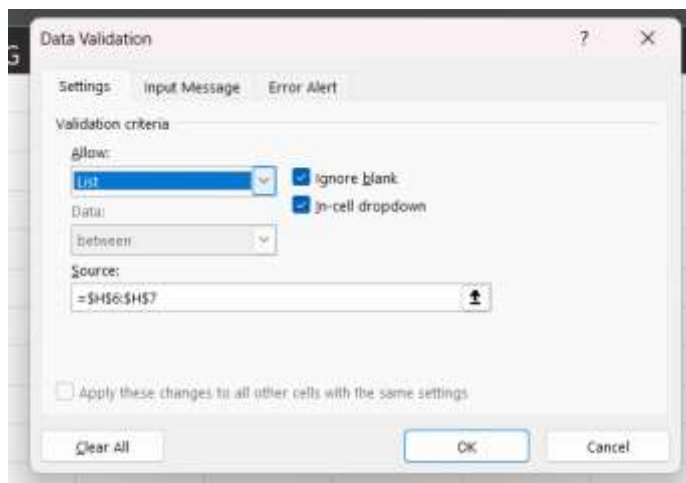 G
Data Validation ? ×
Settings Input Message Error Alert
Validation criteria
Allow:
List
Ignore blank
In-cell dropdown
Data:
between
Source:
=$H$6:$H$7
Apply these changes to all other cells with the same settings
Clear All OK Cancel